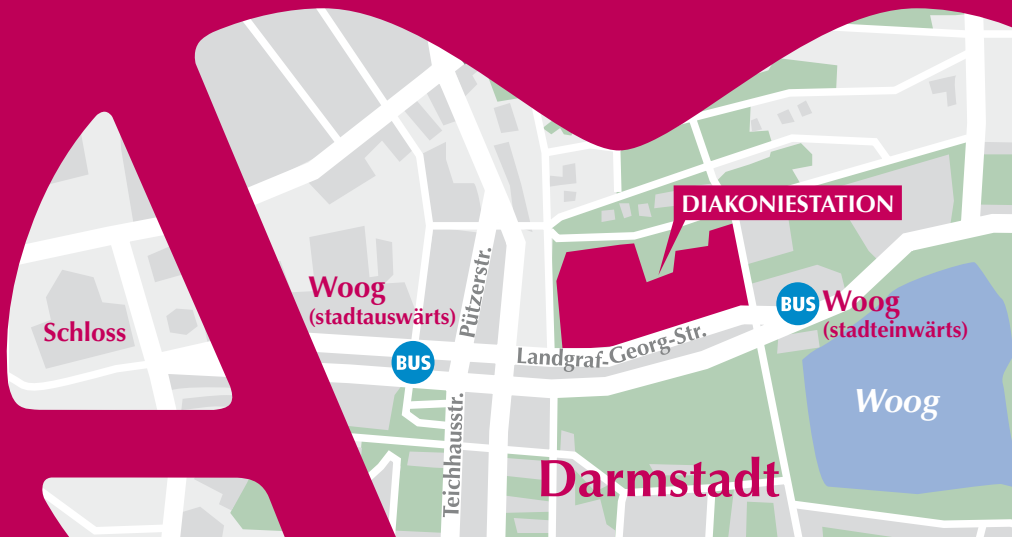 DIAKONIESTATION
Woog
(stadtauswärts)
Pützerstr.
BUS
Woog
(stadteinwärts)
Schloss
BUS
Landgraf-Georg-Str.
Woog
Teichhausstr.
Darmstadt